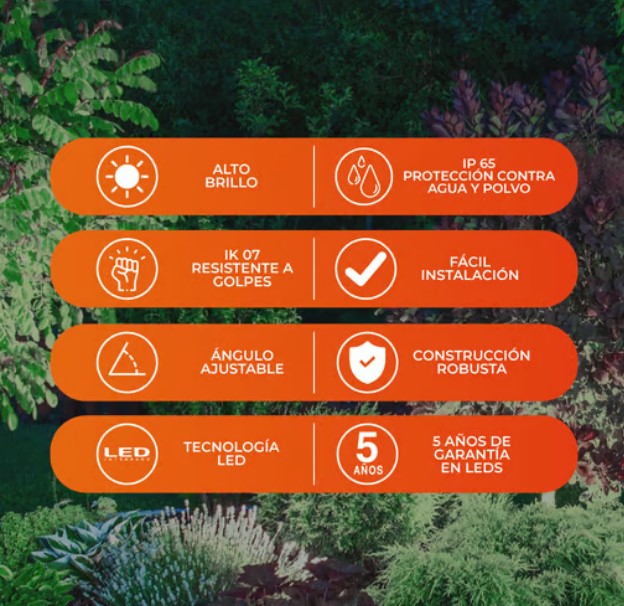 ALTO
BRILLO
IP 65
PROTECCIÓN CONTRA
AGUA Y POLVO
IK 07
RESISTENTE A
GOLPES
FÁCIL
INSTALACIÓN
ÁNGULO
AJUSTABLE
CONSTRUCCIÓN
ROBUSTA
LED
TECNOLOGÍA
LED
5
AÑOS
5 AÑOS DE
GARANTÍA
EN LEDS